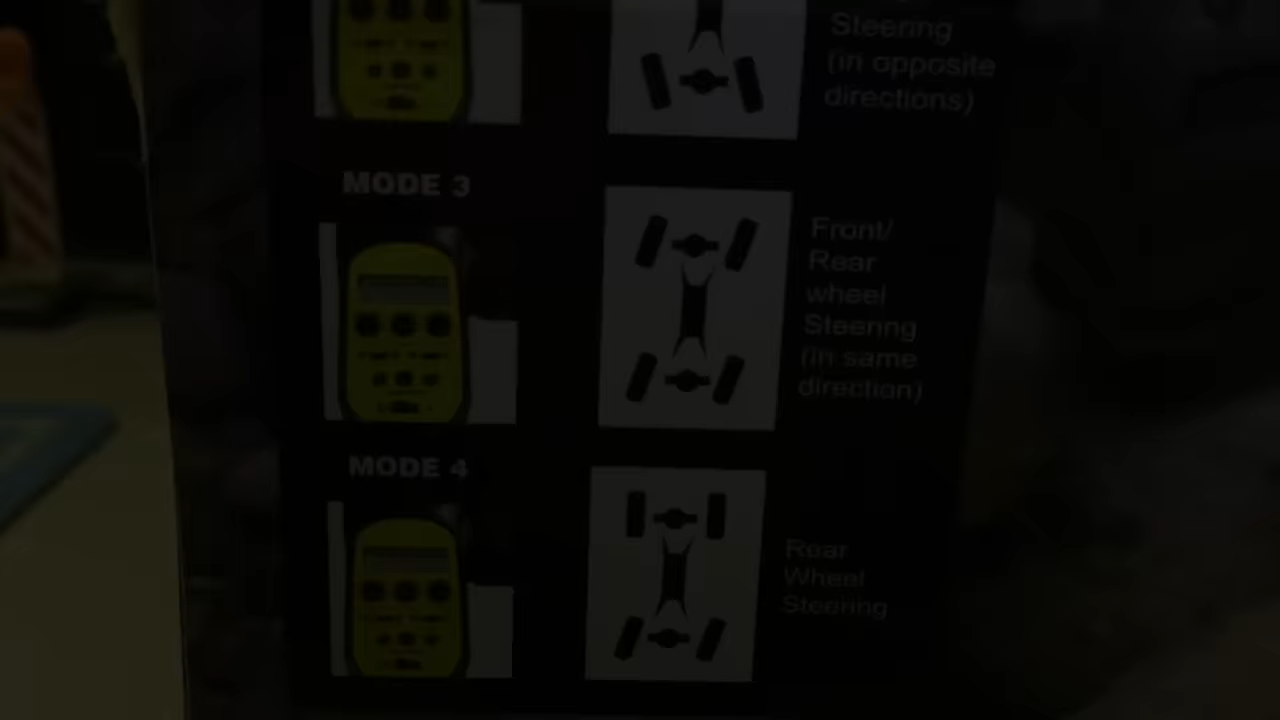 Steering
(in opposite
directions)
MODE 3
Front/
Rear
wheel
Steering
(in same
direction)
MODE 4
Rear
Wheel
Steering